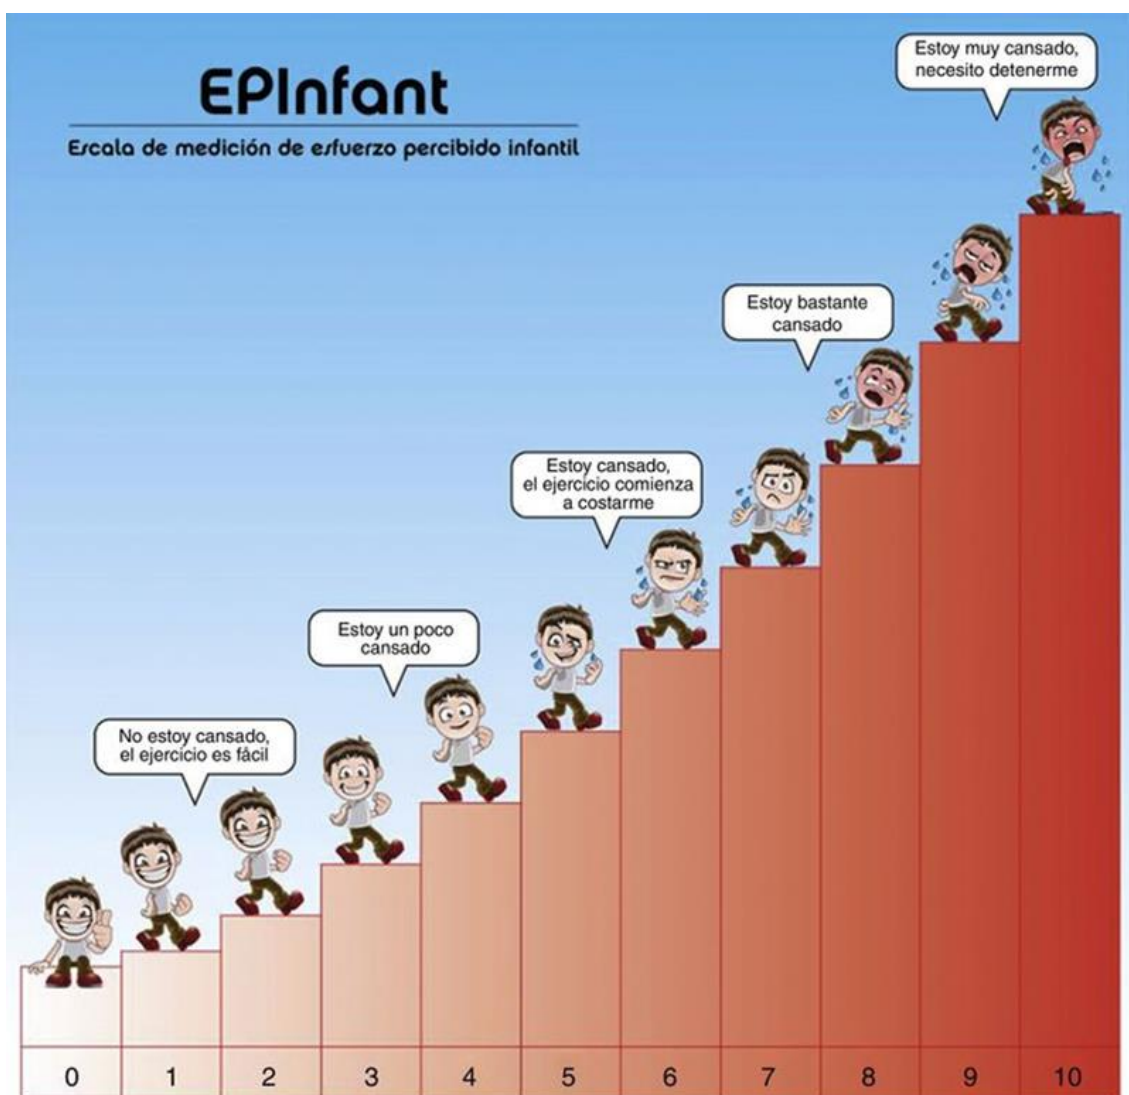 EPInfant
Escala de medición de esfuerzo percibido infantil
Estoy muy cansado,
necesito detenerme
Estoy bastante
cansado
Estoy cansado,
el ejercicio comienza
a costarme
Estoy un poco
cansado
No estoy cansado,
el ejercicio es fácil
0 1 2 3 4 5 6 7 8 9 10